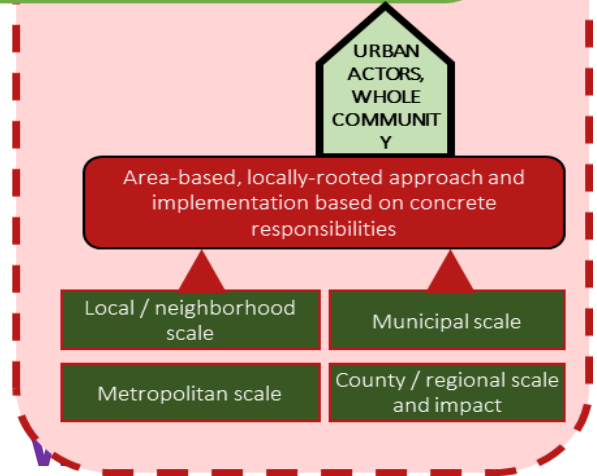 URBAN
ACTORS,
WHOLE
COMMUNIT
Y
Area-based, locally-rooted approach and
implementation based on concrete
responsibilities
Local / neighborhood
scale
Municipal scale
Metropolitan scale
County / regional scale
and impact